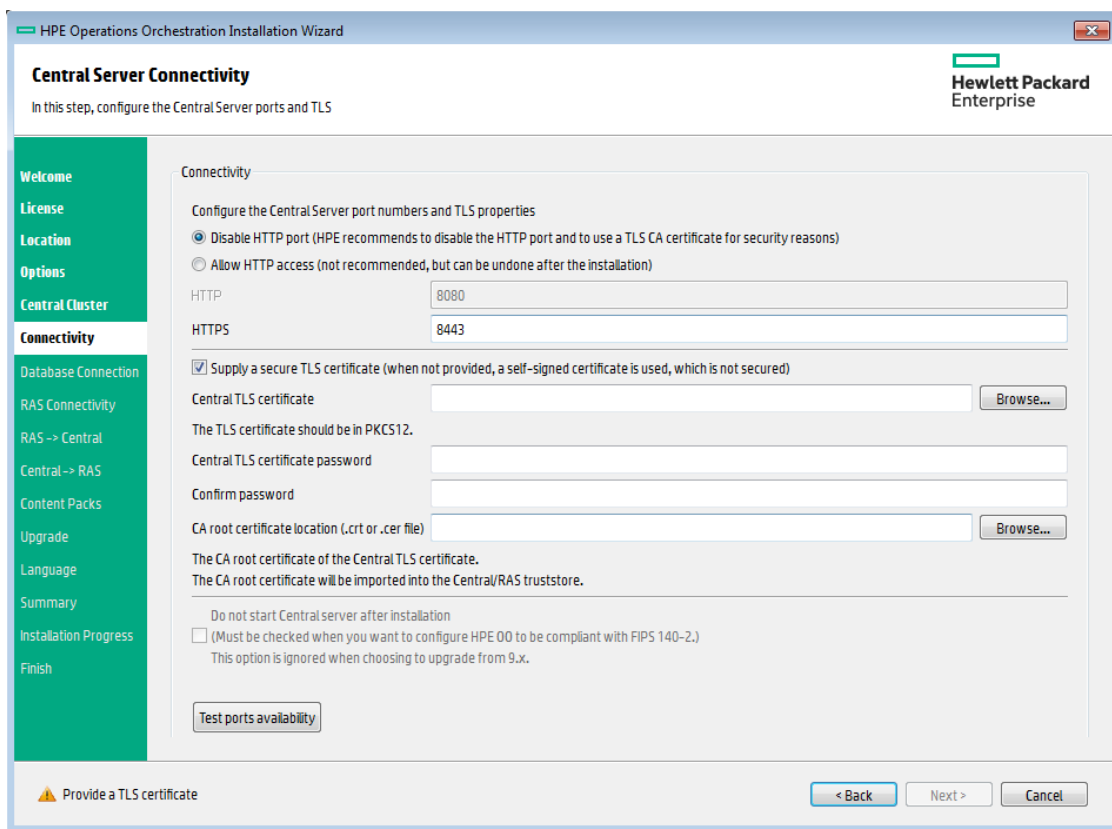 HPE Operations Orchestration Installation Wizard
Central Server Connectivity
In this step, configure the Central Server ports and TLS
Hewlett Packard
Enterprise
Welcome
License
Location
Options
Central Cluster
Connectivity
Database Connection
RAS Connectivity
RAS -> Central
Central -> RAS
Content Packs
Upgrade
Language
Summary
Installation Progress
Finish
Connectivity
Configure the Central Server port numbers and TLS properties
Disable HTTP port (HPE recommends to disable the HTTP port and to use a TLS CA certificate for security reasons)
Allow HTTP access (not recommended, but can be undone after the installation)
HTTP 8080
HTTPS 8443
Supply a secure TLS certificate (when not provided, a self-signed certificate is used, which is not secured)
Central TLS certificate Browse...
The TLS certificate should be in PKCS12.
Central TLS certificate password
Confirm password
CA root certificate location (.crt or .cer file) Browse...
The CA root certificate of the Central TLS certificate.
The CA root certificate will be imported into the Central/RAS truststore.
Do not start Central server after installation
(Must be checked when you want to configure HPE OO to be compliant with FIPS 140-2.)
This option is ignored when choosing to upgrade from 9.x.
Test ports availability
Provide a TLS certificate
< Back Next > Cancel